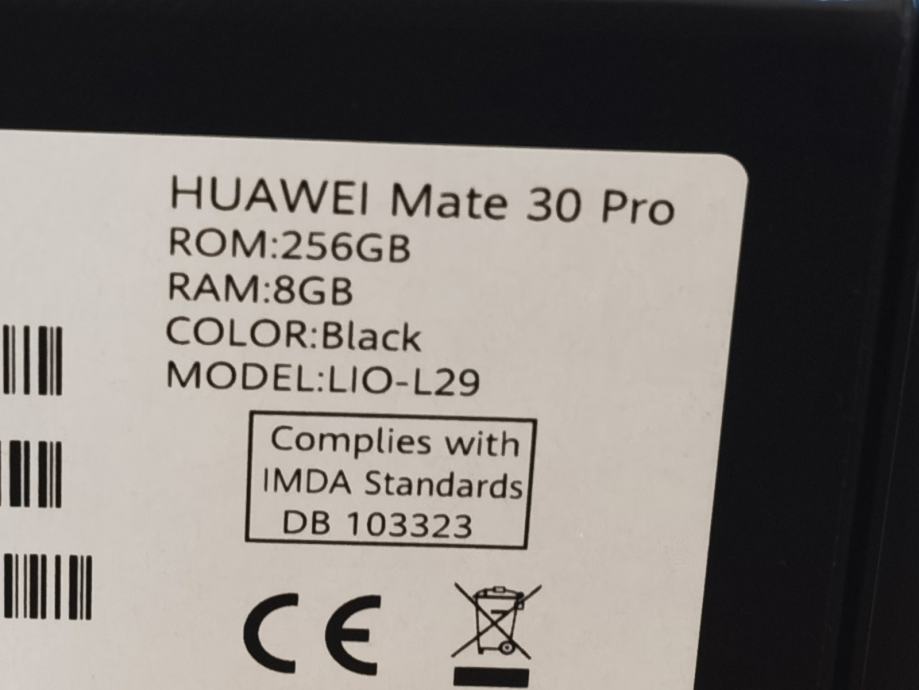 HUAWEI Mate 30 Pro
ROM:256GB
RAM:8GB
COLOR:Black
MODEL:LIO-L29
Complies with
IMDA Standards
DB 103323
CE